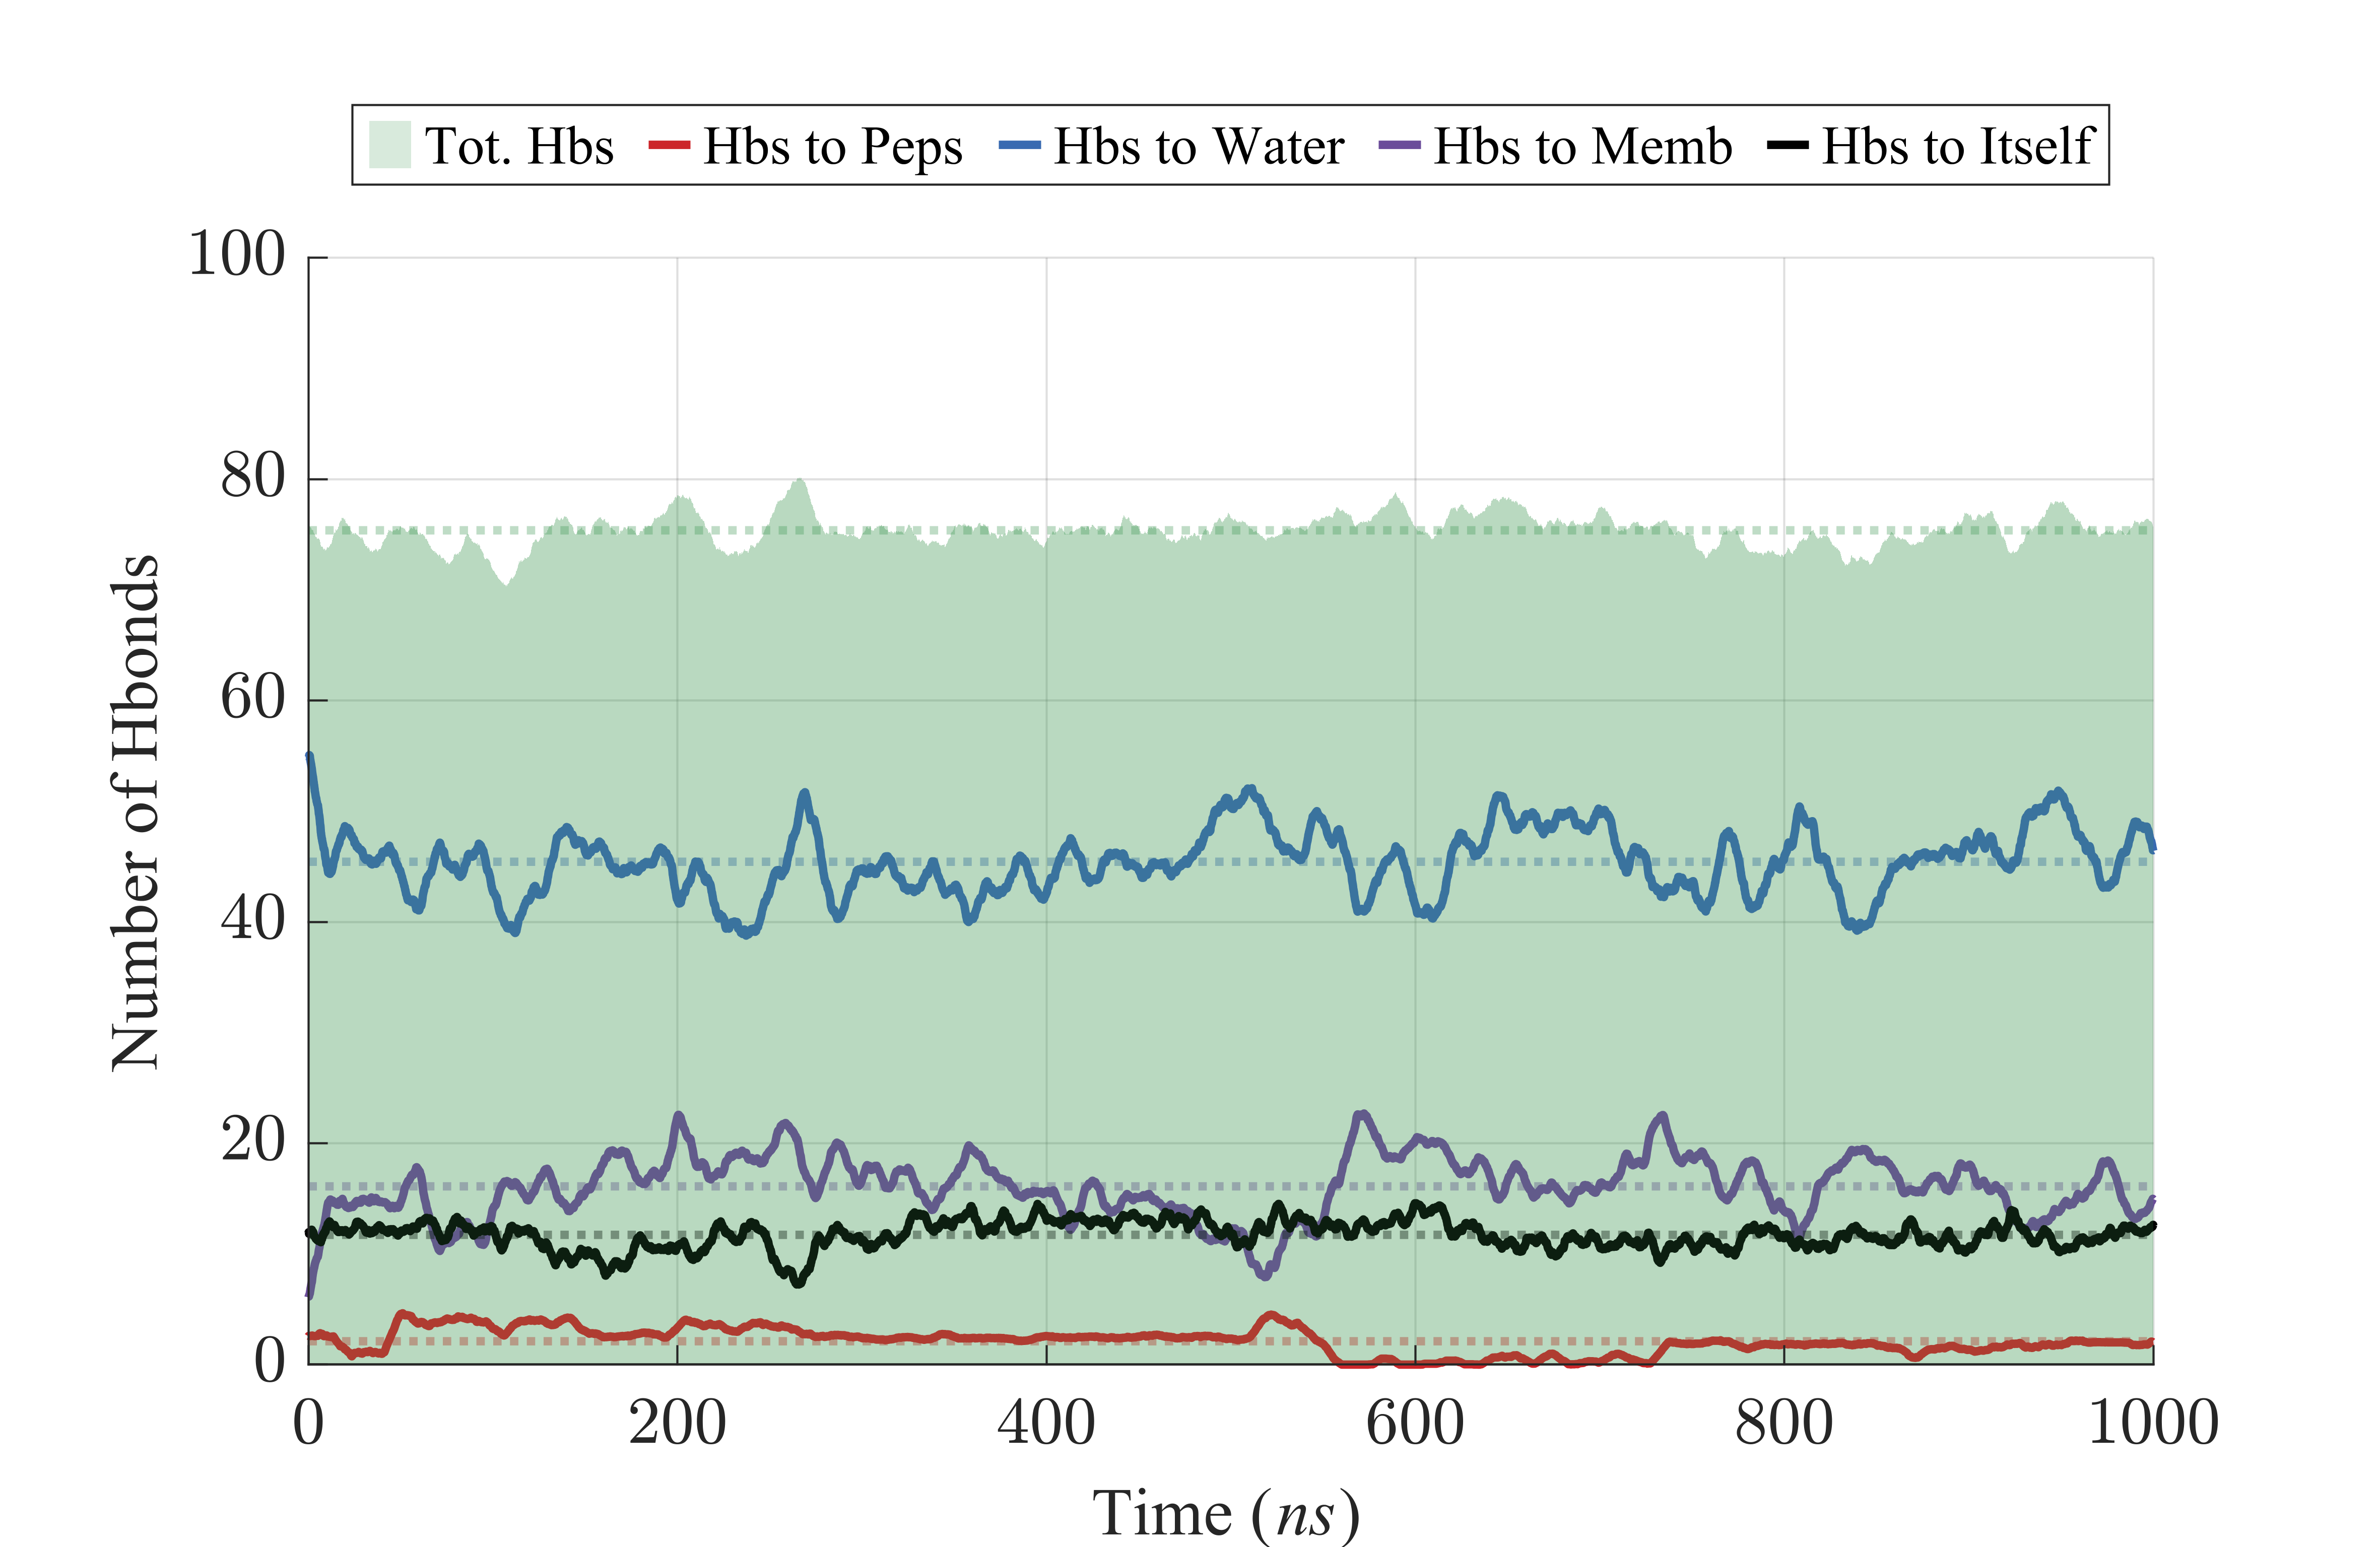 Tot. Hbs Hbs to Peps Hbs to Water Hbs to Memb Hbs to Itself
100
80
60
40
20
0
Number of Hbonds
0 200 400 600 800 1000
Time (ns)